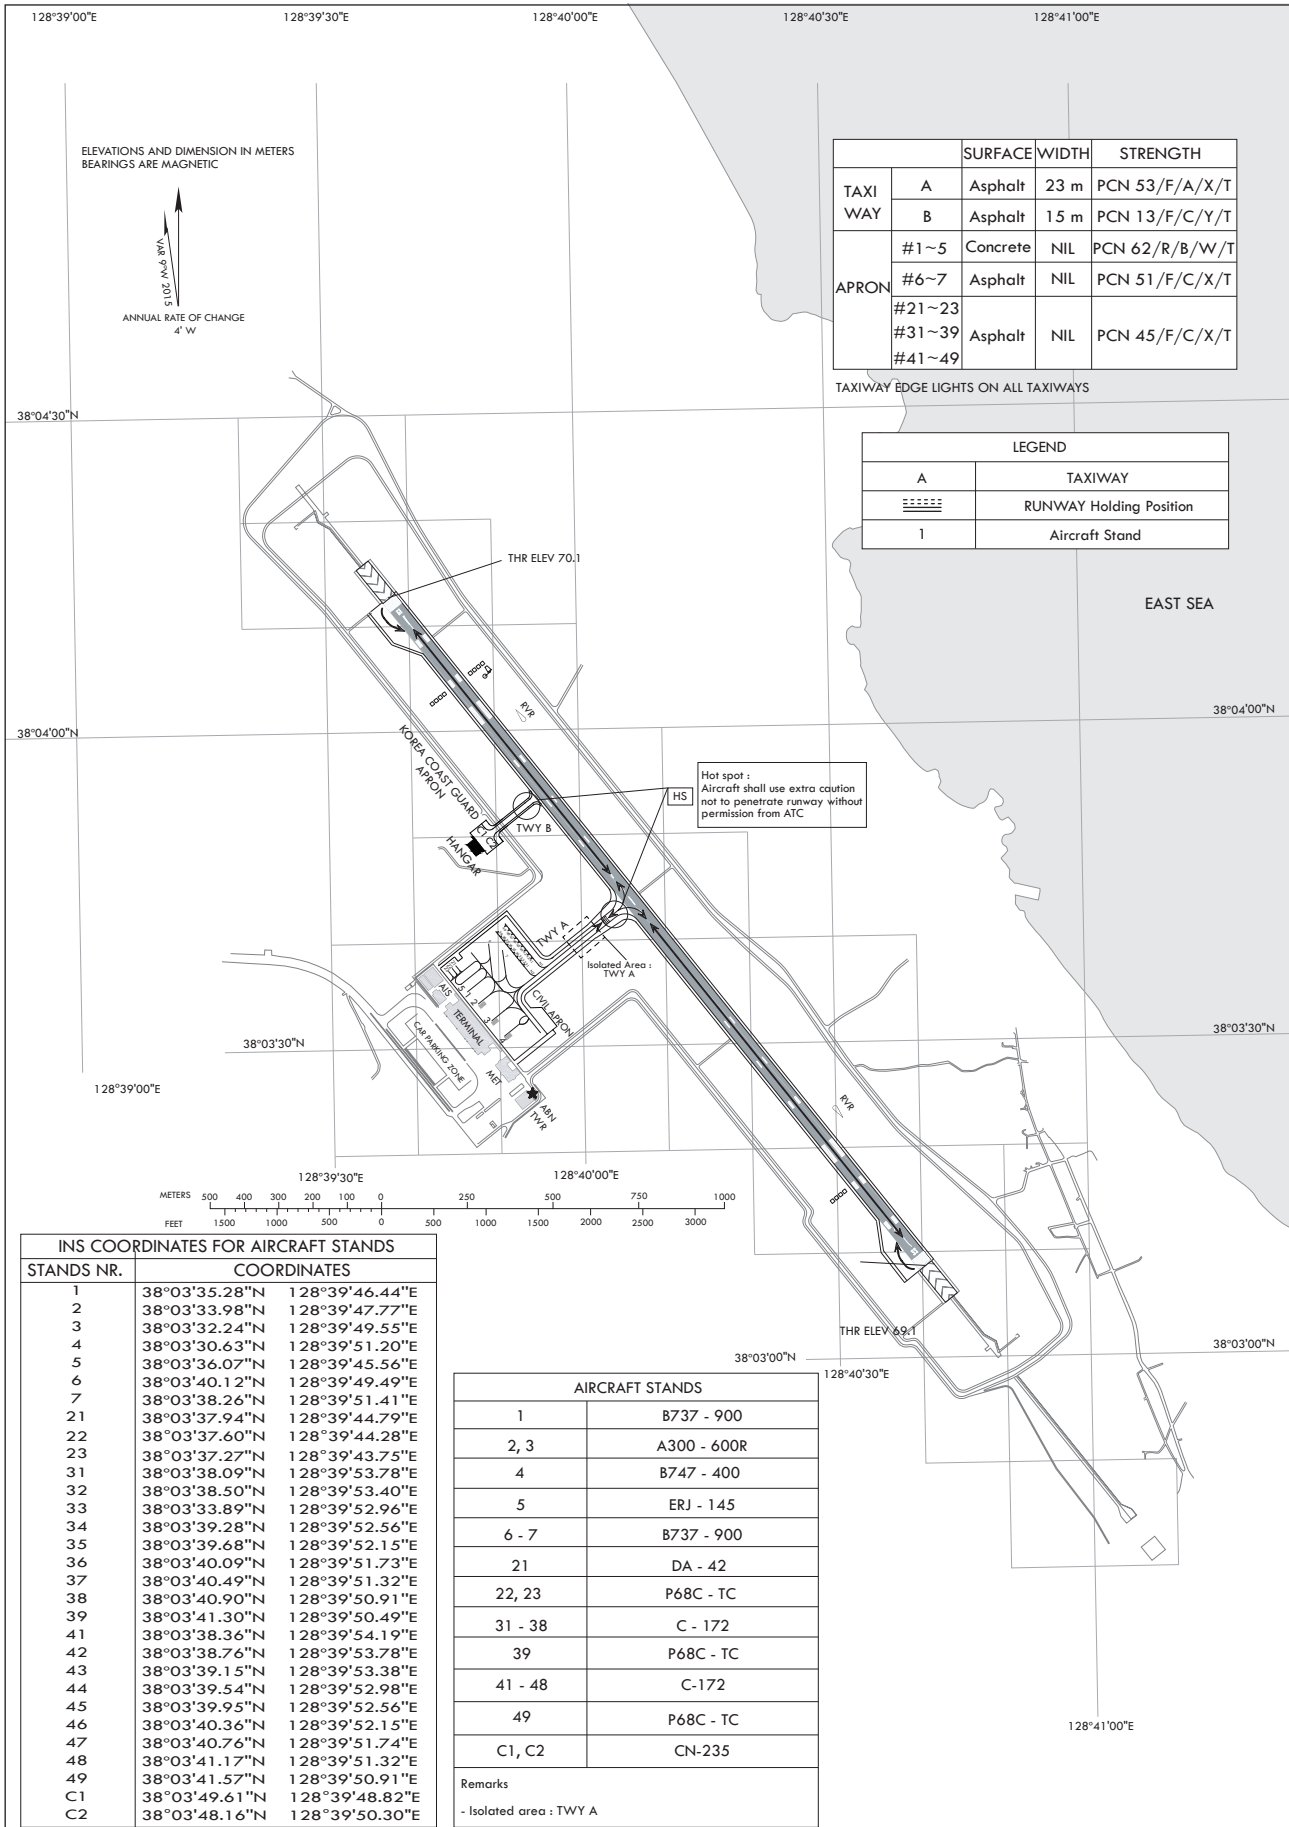 128°39'00"E 128°39'30"E 128°40'00"E 128°40'30"E 128°41'00"E
ELEVATIONS AND DIMENSION IN METERS
BEARINGS ARE MAGNETIC
VAR 9°W 2015
ANNUAL RATE OF CHANGE
4' W
SURFACE WIDTH STRENGTH
TAXI WAY
A Asphalt 23 m PCN 53/F/A/X/T
B Asphalt 15 m PCN 13/F/C/Y/T
APRON
#1~5 Concrete NIL PCN 62/R/B/W/T
#6~7 Asphalt NIL PCN 51/F/C/X/T
#21~23
#31~39 Asphalt NIL PCN 45/F/C/X/T
#41~49
TAXIWAY EDGE LIGHTS ON ALL TAXIWAYS
38°04'30"N
LEGEND
A TAXIWAY
RUNWAY Holding Position
1 Aircraft Stand
THR ELEV 70.1
EAST SEA
RVR
38°04'00"N
38°04'00"N
KOREA COAST GUARD
APRON
Hot spot :
Aircraft shall use extra caution
not to penetrate runway without
permission from ATC
HS
TWY B
C1 C2
HANGAR
TWY A
Isolated Area :
TWY A
CIVIL APRON
AIS
5 1 2 3 4
TERMINAL
CAR PARKING ZONE
MET
ABN
TWR
38°03'30"N
38°03'30"N
128°39'00"E
RVR
128°39'30"E
128°40'00"E
METERS 500 400 300 200 100 0 250 500 750 1000
FEET 1500 1000 500 0 500 1000 1500 2000 2500 3000
THR ELEV 69.1
38°03'00"N
38°03'00"N
128°40'30"E
128°41'00"E
INS COORDINATES FOR AIRCRAFT STANDS
STANDS NR. COORDINATES
1 38°03'35.28"N 128°39'46.44"E
2 38°03'33.98"N 128°39'47.77"E
3 38°03'32.24"N 128°39'49.55"E
4 38°03'30.63"N 128°39'51.20"E
5 38°03'36.07"N 128°39'45.56"E
6 38°03'40.12"N 128°39'49.49"E
7 38°03'38.26"N 128°39'51.41"E
21 38°03'37.94"N 128°39'44.79"E
22 38°03'37.60"N 128°39'44.28"E
23 38°03'37.27"N 128°39'43.75"E
31 38°03'38.09"N 128°39'53.78"E
32 38°03'38.50"N 128°39'53.40"E
33 38°03'33.89"N 128°39'52.96"E
34 38°03'39.28"N 128°39'52.56"E
35 38°03'39.68"N 128°39'52.15"E
36 38°03'40.09"N 128°39'51.73"E
37 38°03'40.49"N 128°39'51.32"E
38 38°03'40.90"N 128°39'50.91"E
39 38°03'41.30"N 128°39'50.49"E
41 38°03'38.36"N 128°39'54.19"E
42 38°03'38.76"N 128°39'53.78"E
43 38°03'39.15"N 128°39'53.38"E
44 38°03'39.54"N 128°39'52.98"E
45 38°03'39.95"N 128°39'52.56"E
46 38°03'40.36"N 128°39'52.15"E
47 38°03'40.76"N 128°39'51.74"E
48 38°03'41.17"N 128°39'51.32"E
49 38°03'41.57"N 128°39'50.91"E
C1 38°03'49.61"N 128°39'48.82"E
C2 38°03'48.16"N 128°39'50.30"E
AIRCRAFT STANDS
1 B737 - 900
2, 3 A300 - 600R
4 B747 - 400
5 ERJ - 145
6 - 7 B737 - 900
21 DA - 42
22, 23 P68C - TC
31 - 38 C - 172
39 P68C - TC
41 - 48 C-172
49 P68C - TC
C1, C2 CN-235
Remarks
- Isolated area : TWY A